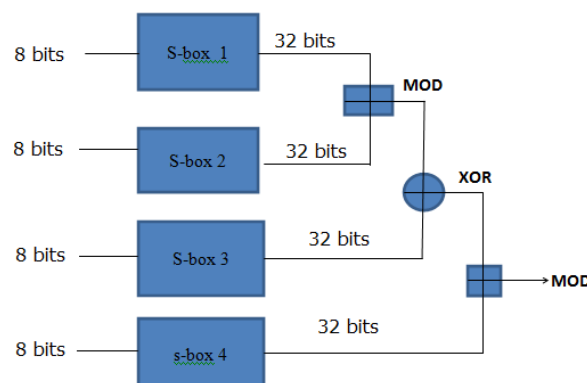 8 bits
S-box 1
32 bits
MOD
8 bits
S-box 2
32 bits
XOR
8 bits
S-box 3
32 bits
MOD
8 bits
s-box 4
32 bits